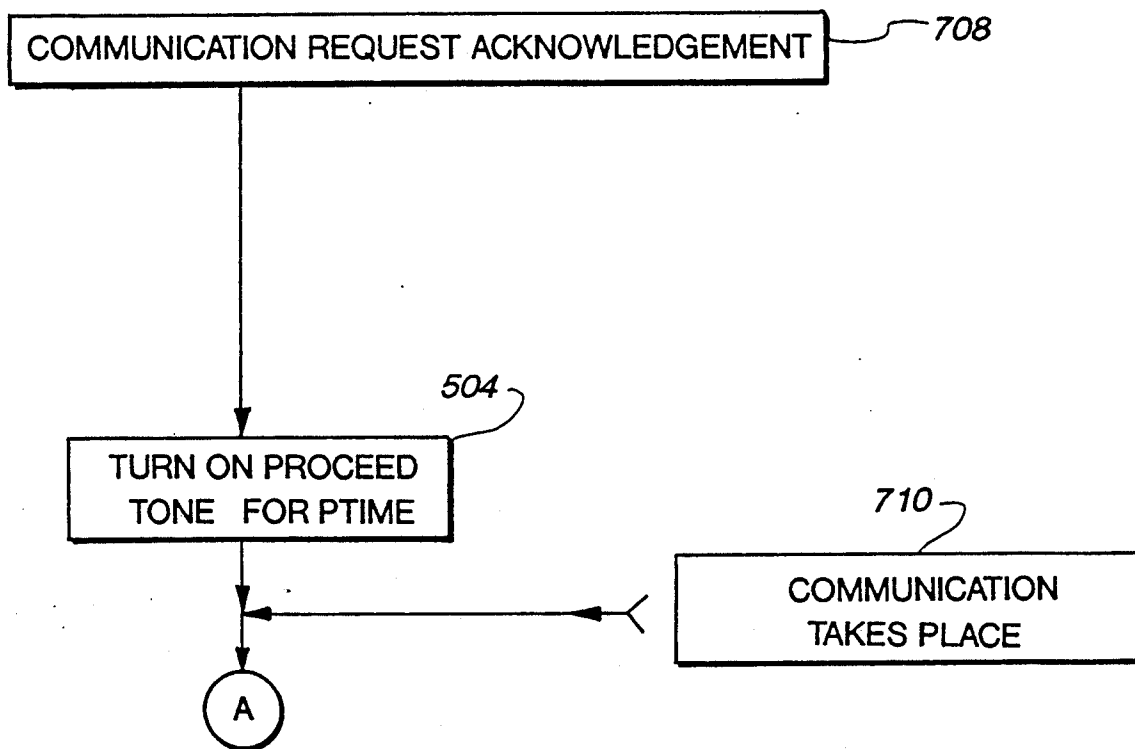 COMMUNICATION REQUEST ACKNOWLEDGEMENT
708
504
TURN ON PROCEED
TONE FOR PTIME
710
COMMUNICATION
TAKES PLACE
A